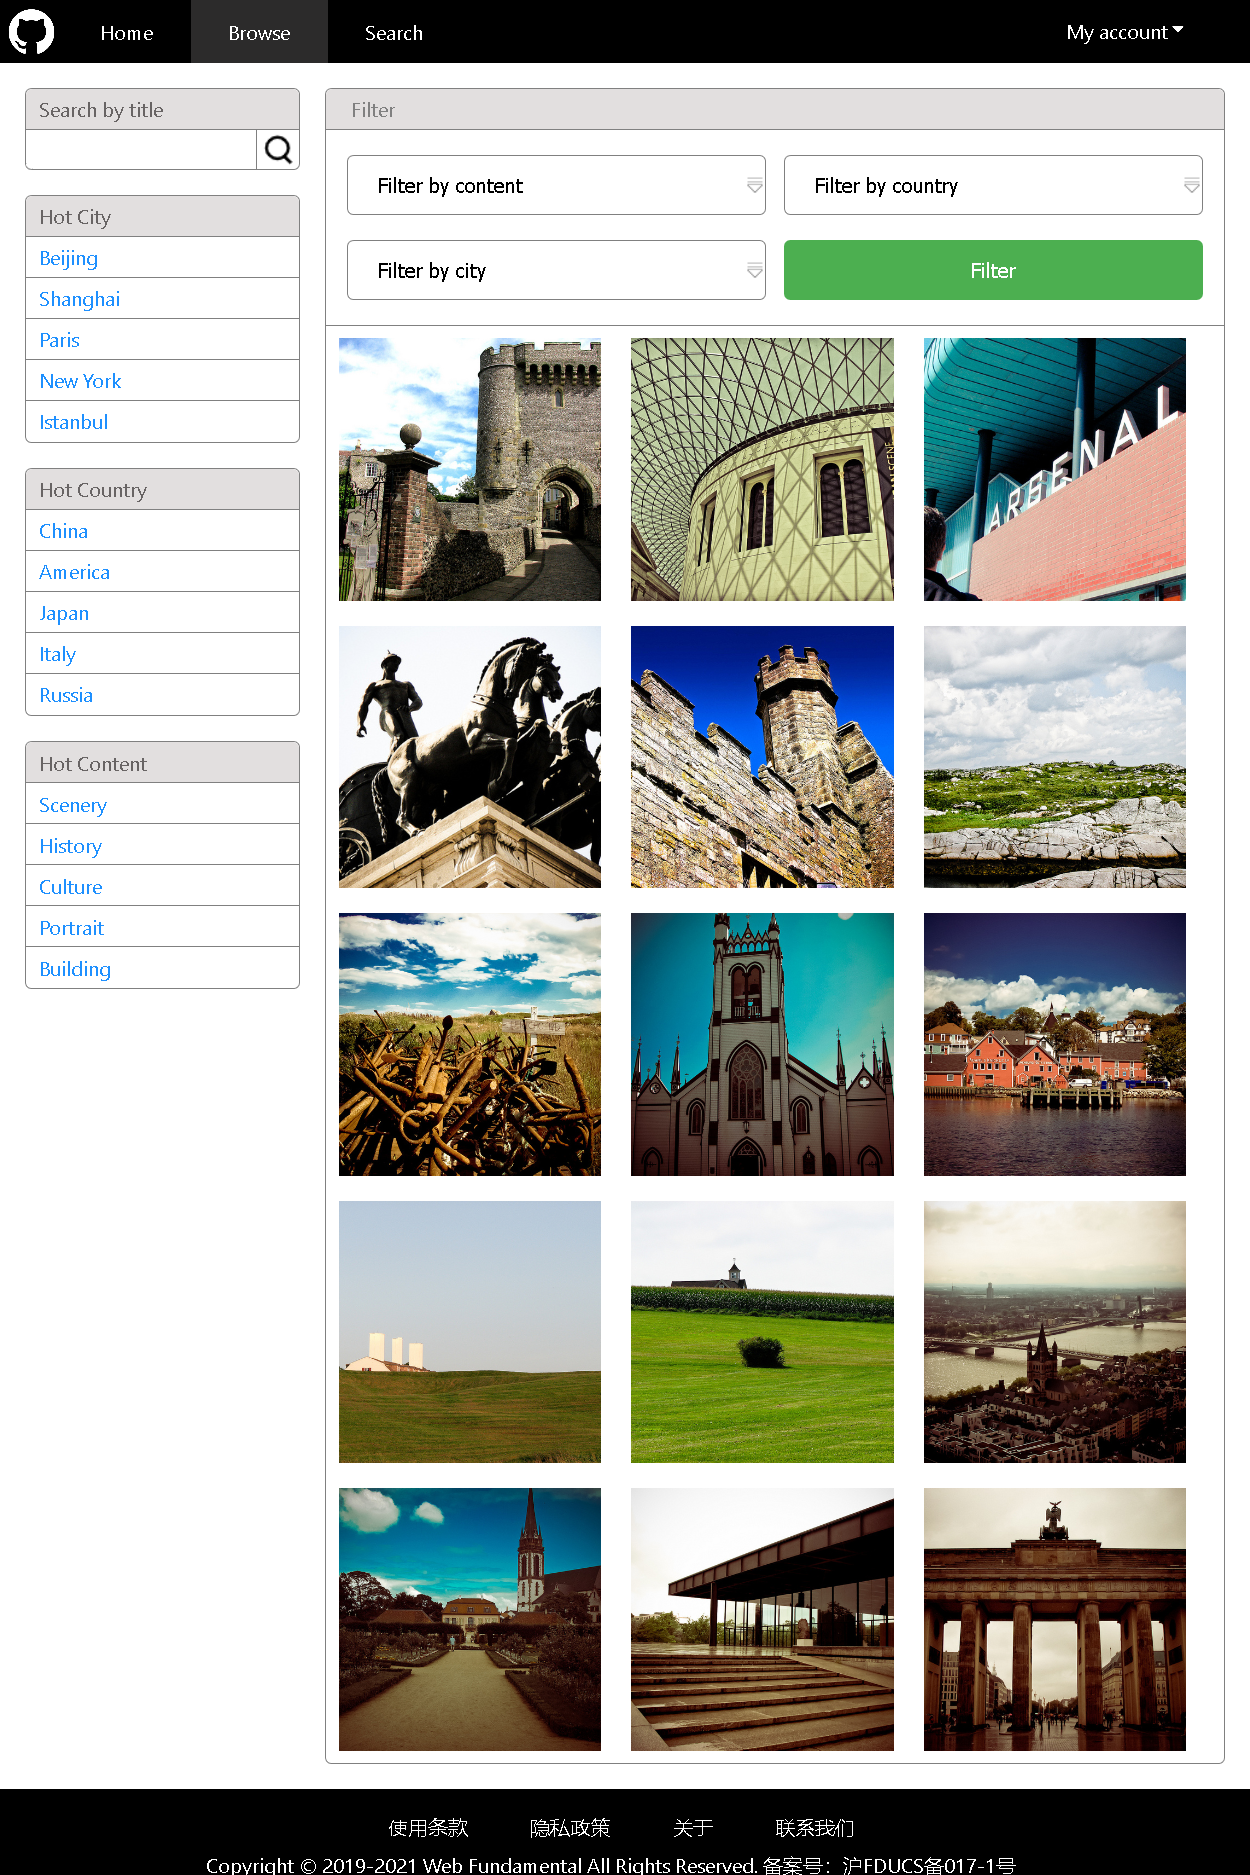 Home Browse Search My account
Search by title
Hot City
Beijing
Shanghai
Paris
New York
Istanbul
Hot Country
China
America
Japan
Italy
Russia
Hot Content
Scenery
History
Culture
Portrait
Building
Filter
Filter by content Filter by country
Filter by city Filter
ARSENAL
使用条款 隐私政策 关于 联系我们
Copyright © 2019-2021 Web Fundamental All Rights Reserved. 备案号：沪FDUCS备017-1号